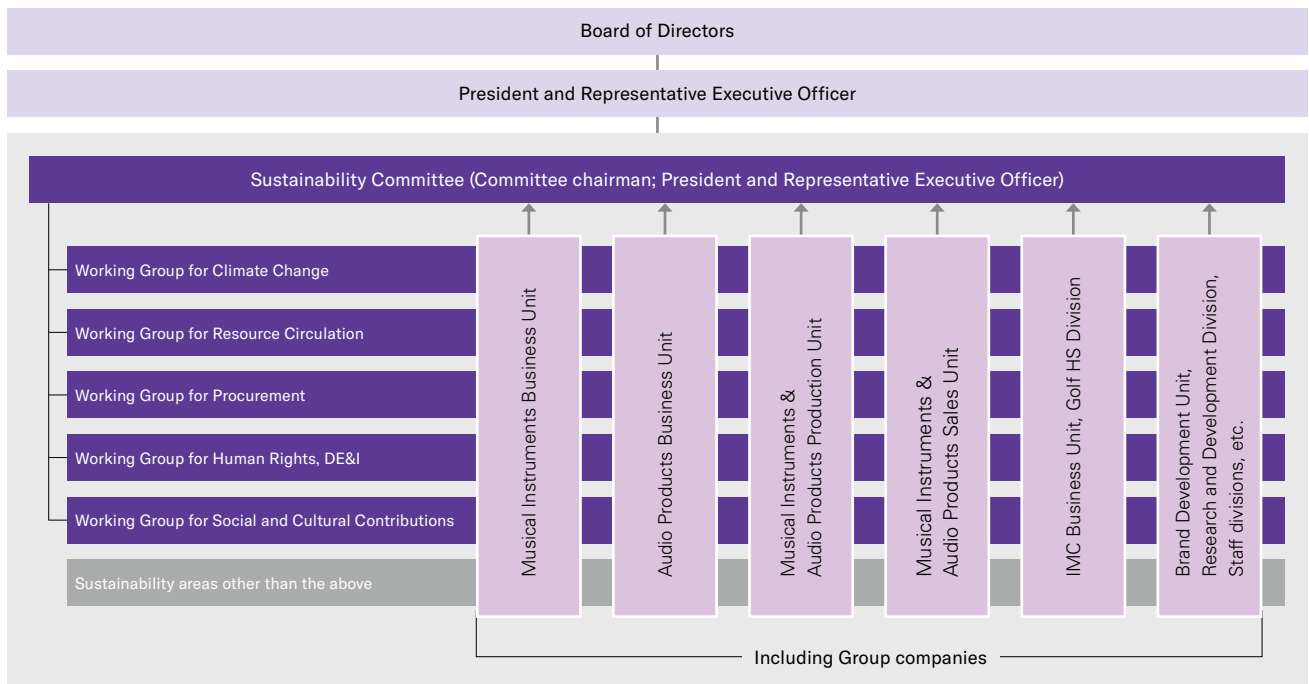 Board of Directors
President and Representative Executive Officer
Sustainability Committee (Committee chairman; President and Representative Executive Officer)
Working Group for Climate Change
Working Group for Resource Circulation
Working Group for Procurement
Working Group for Human Rights, DE&I
Working Group for Social and Cultural Contributions
Sustainability areas other than the above
Musical Instruments Business Unit
Audio Products Business Unit
Musical Instruments &
Audio Products Production Unit
Musical Instruments &
Audio Products Sales Unit
IMC Business Unit, Golf HS Division
Brand Development Unit,
Research and Development Division,
Staff divisions, etc.
Including Group companies